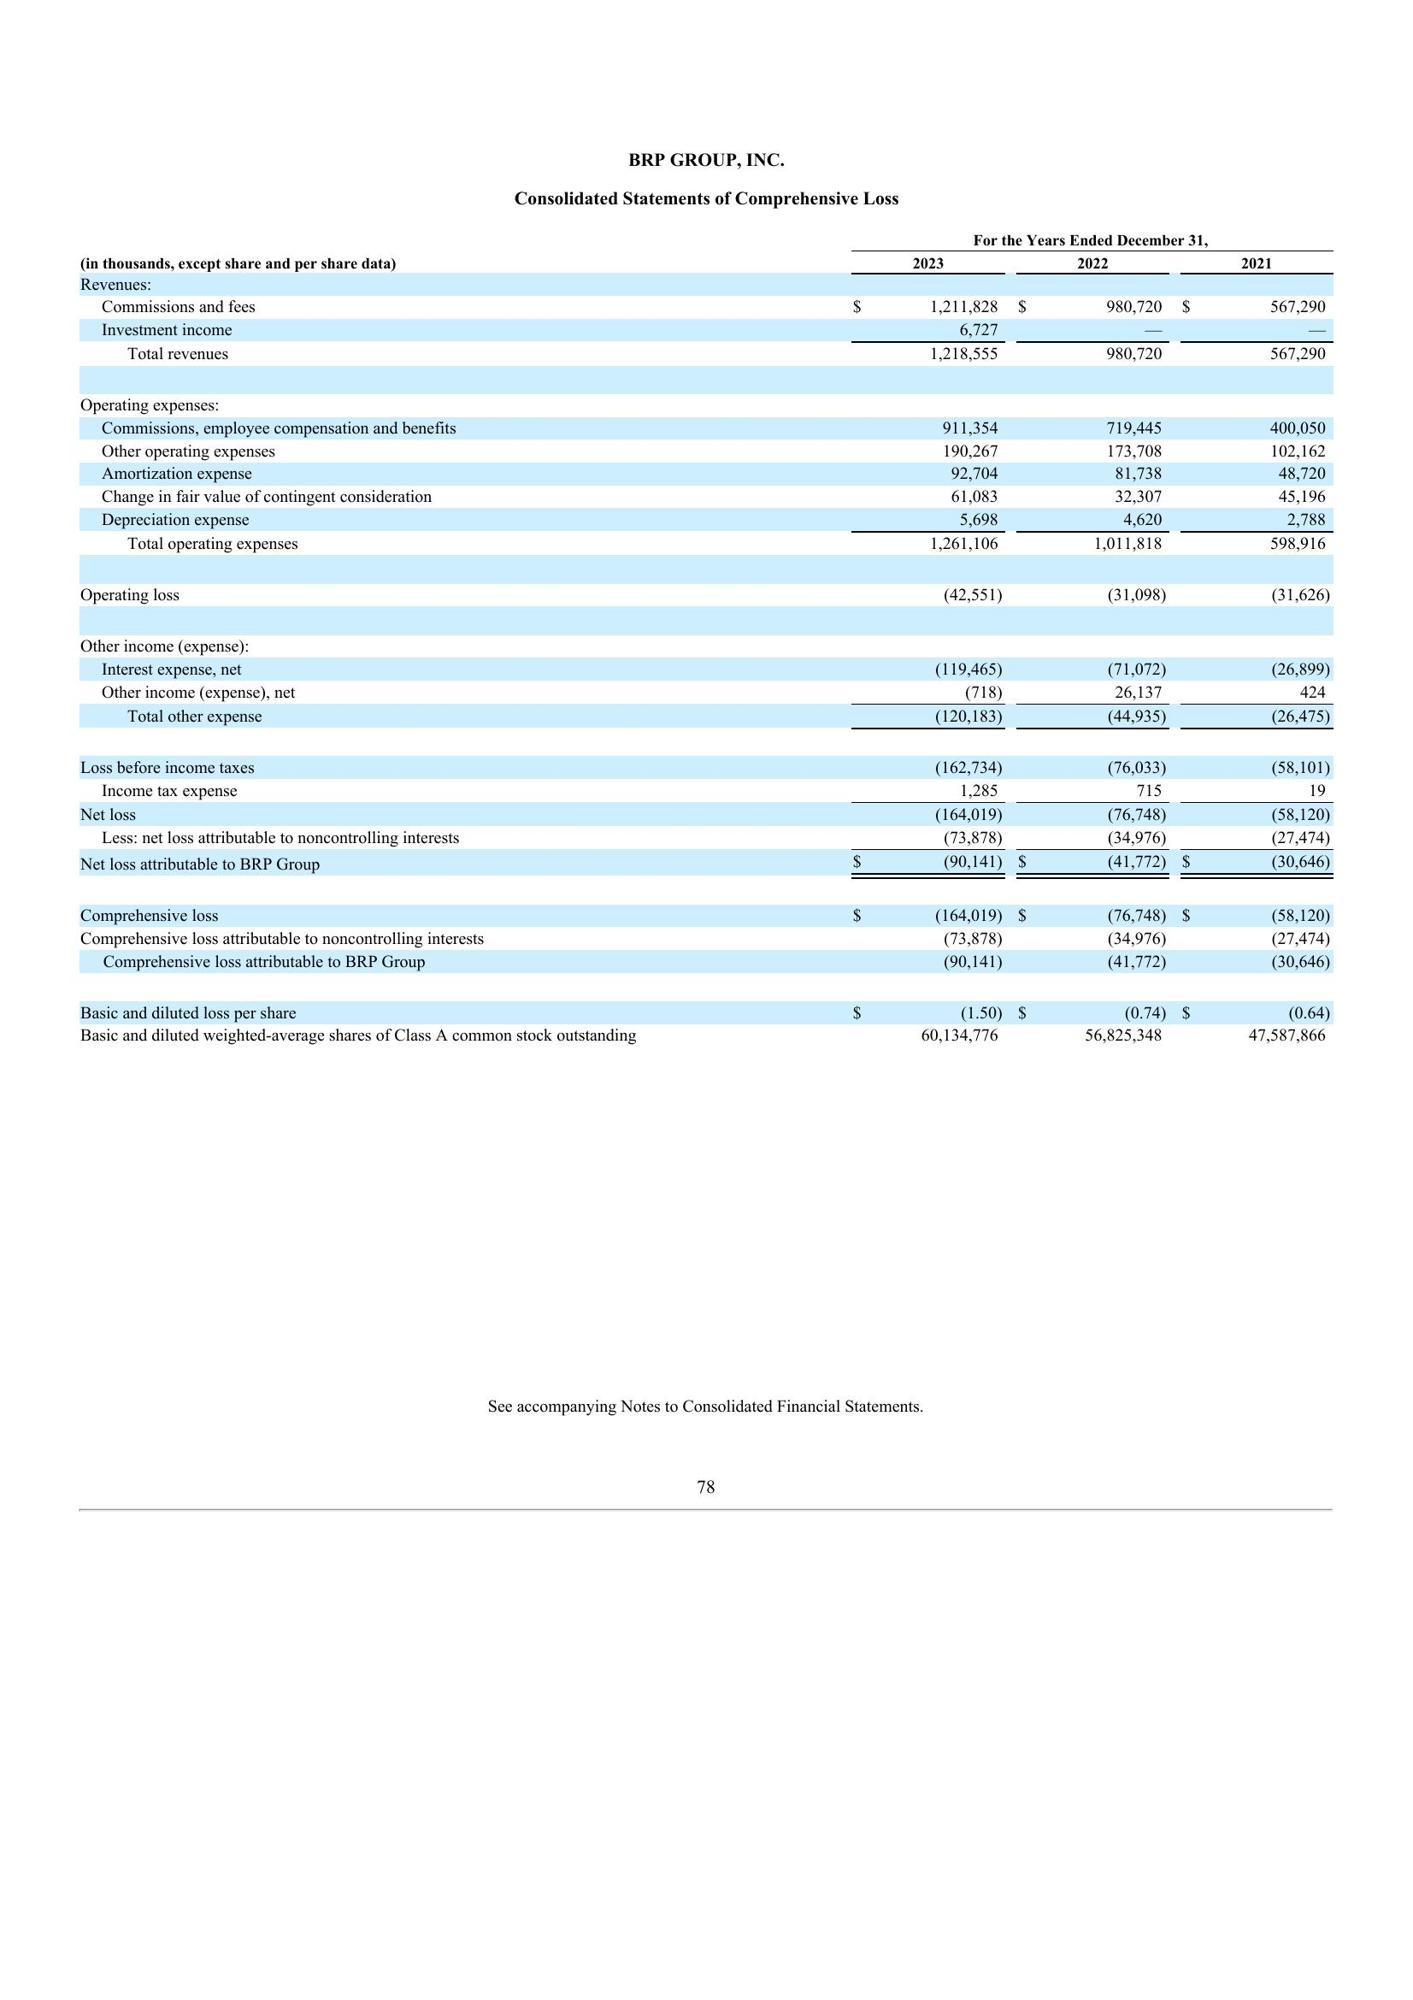 BRP GROUP, INC.
Consolidated Statements of Comprehensive Loss
For the Years Ended December 31,
(in thousands, except share and per share data) 2023 2022 2021
Revenues:
Commissions and fees $ 1,211,828 $ 980,720 $ 567,290
Investment income 6,727 — —
Total revenues 1,218,555 980,720 567,290
Operating expenses:
Commissions, employee compensation and benefits 911,354 719,445 400,050
Other operating expenses 190,267 173,708 102,162
Amortization expense 92,704 81,738 48,720
Change in fair value of contingent consideration 61,083 32,307 45,196
Depreciation expense 5,698 4,620 2,788
Total operating expenses 1,261,106 1,011,818 598,916
Operating loss (42,551) (31,098) (31,626)
Other income (expense):
Interest expense, net (119,465) (71,072) (26,899)
Other income (expense), net (718) 26,137 424
Total other expense (120,183) (44,935) (26,475)
Loss before income taxes (162,734) (76,033) (58,101)
Income tax expense 1,285 715 19
Net loss (164,019) (76,748) (58,120)
Less: net loss attributable to noncontrolling interests (73,878) (34,976) (27,474)
Net loss attributable to BRP Group $ (90,141) $ (41,772) $ (30,646)
Comprehensive loss $ (164,019) $ (76,748) $ (58,120)
Comprehensive loss attributable to noncontrolling interests (73,878) (34,976) (27,474)
Comprehensive loss attributable to BRP Group (90,141) (41,772) (30,646)
Basic and diluted loss per share $ (1.50) $ (0.74) $ (0.64)
Basic and diluted weighted-average shares of Class A common stock outstanding 60,134,776 56,825,348 47,587,866
See accompanying Notes to Consolidated Financial Statements.
78